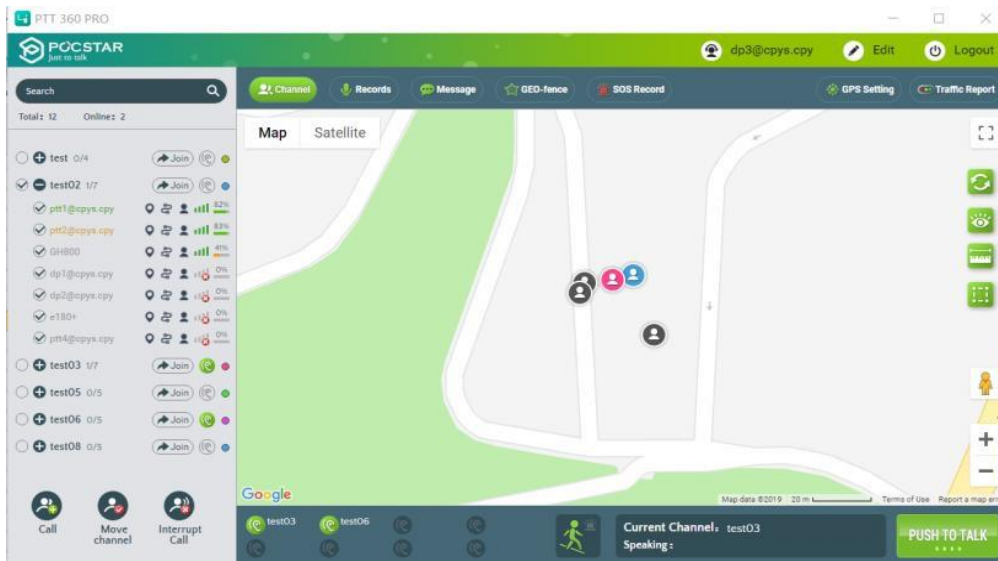 PTT 360 PRO
POCSTAR
Just to talk
dp3@cpys.cpy
Edit
Logout
Search
Channel
Records
Message
GEO-fence
SOS Record
GPS Setting
Traffic Report
Total: 12 Online: 2
Map Satellite
test 0/4 Join
test02 1/7 Join
ptt1@cpys.cpy 82%
ptt2@cpys.cpy 83%
GH800 41%
dp1@cpys.cpy 0%
dp2@cpys.cpy 0%
e180+ 0%
ptt4@cpys.cpy 0%
test03 1/7 Join
test05 0/5 Join
test06 0/5 Join
test08 0/5 Join
Google
Map data ©2019 20 m Terms of Use Report a map err
Call
Move channel
Interrupt Call
test03
test06
Current Channel: test03
Speaking:
PUSH TO TALK